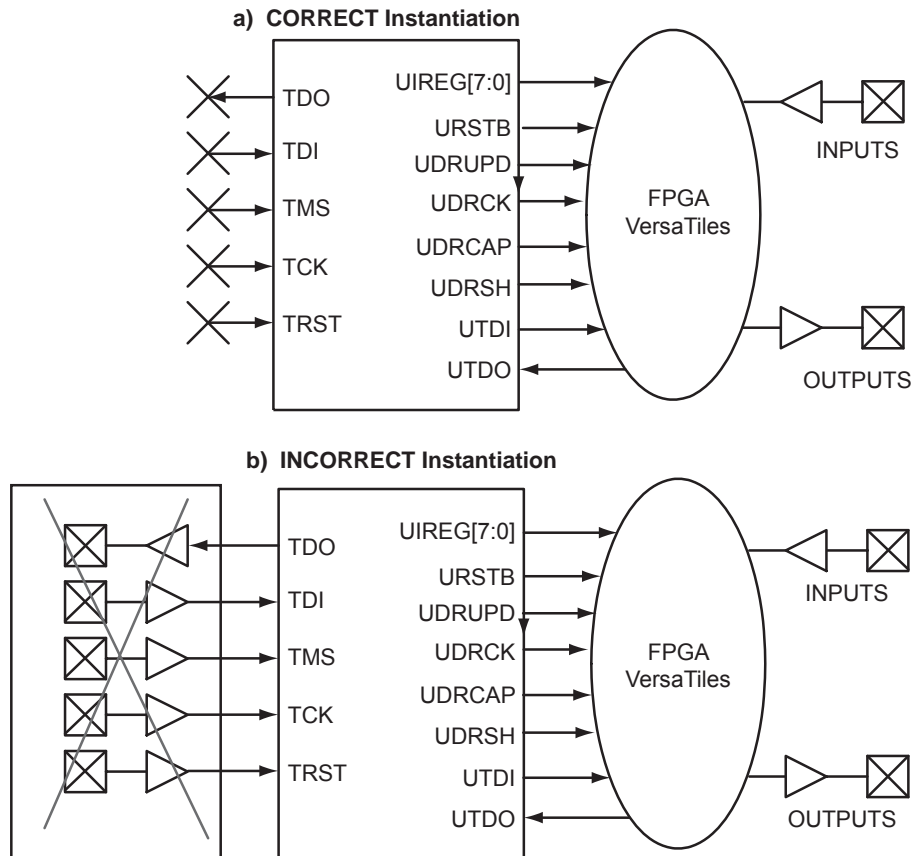 a) CORRECT Instantiation
TDO
TDI
TMS
TCK
TRST
UIREG[7:0]
URSTB
UDRUPD
UDRCK
UDRCAP
UDRSH
UTDI
UTDO
FPGA
VersaTiles
INPUTS
OUTPUTS
b) INCORRECT Instantiation
TDO
TDI
TMS
TCK
TRST
UIREG[7:0]
URSTB
UDRUPD
UDRCK
UDRCAP
UDRSH
UTDI
UTDO
FPGA
VersaTiles
INPUTS
OUTPUTS